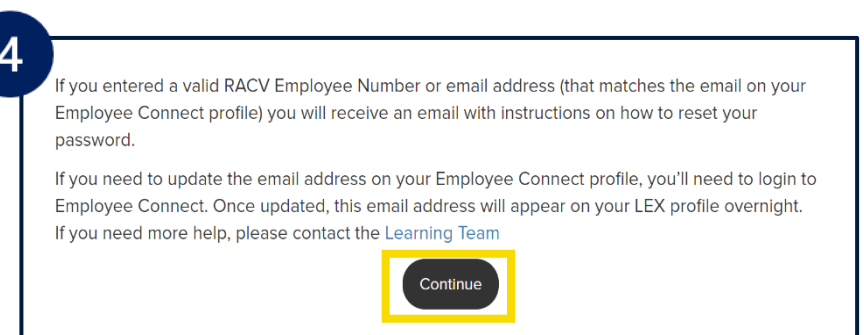 4
If you entered a valid RACV Employee Number or email address (that matches the email on your
Employee Connect profile) you will receive an email with instructions on how to reset your
password.
If you need to update the email address on your Employee Connect profile, you'll need to login to
Employee Connect. Once updated, this email address will appear on your LEX profile overnight.
If you need more help, please contact the Learning Team
Continue